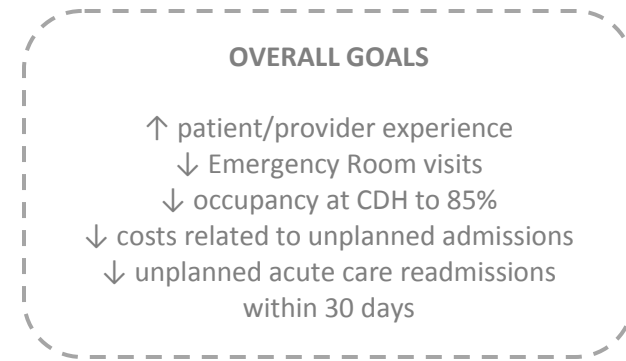 OVERALL GOALS
↑ patient/provider experience
↓ Emergency Room visits
↓ occupancy at CDH to 85%
↓ costs related to unplanned admissions
↓ unplanned acute care readmissions
within 30 days